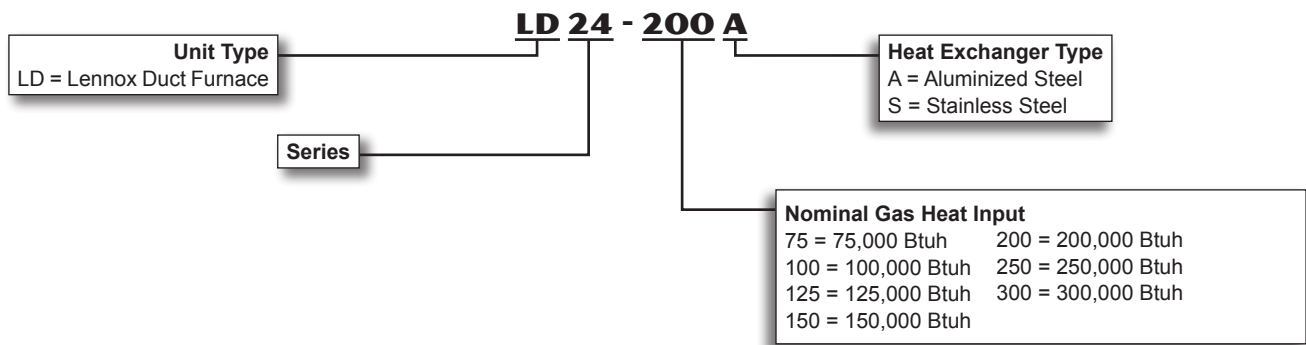 LD 24 - 200 A
Unit Type
LD = Lennox Duct Furnace
Heat Exchanger Type
A = Aluminized Steel
S = Stainless Steel
Series
Nominal Gas Heat Input
75 = 75,000 Btuh 200 = 200,000 Btuh
100 = 100,000 Btuh 250 = 250,000 Btuh
125 = 125,000 Btuh 300 = 300,000 Btuh
150 = 150,000 Btuh